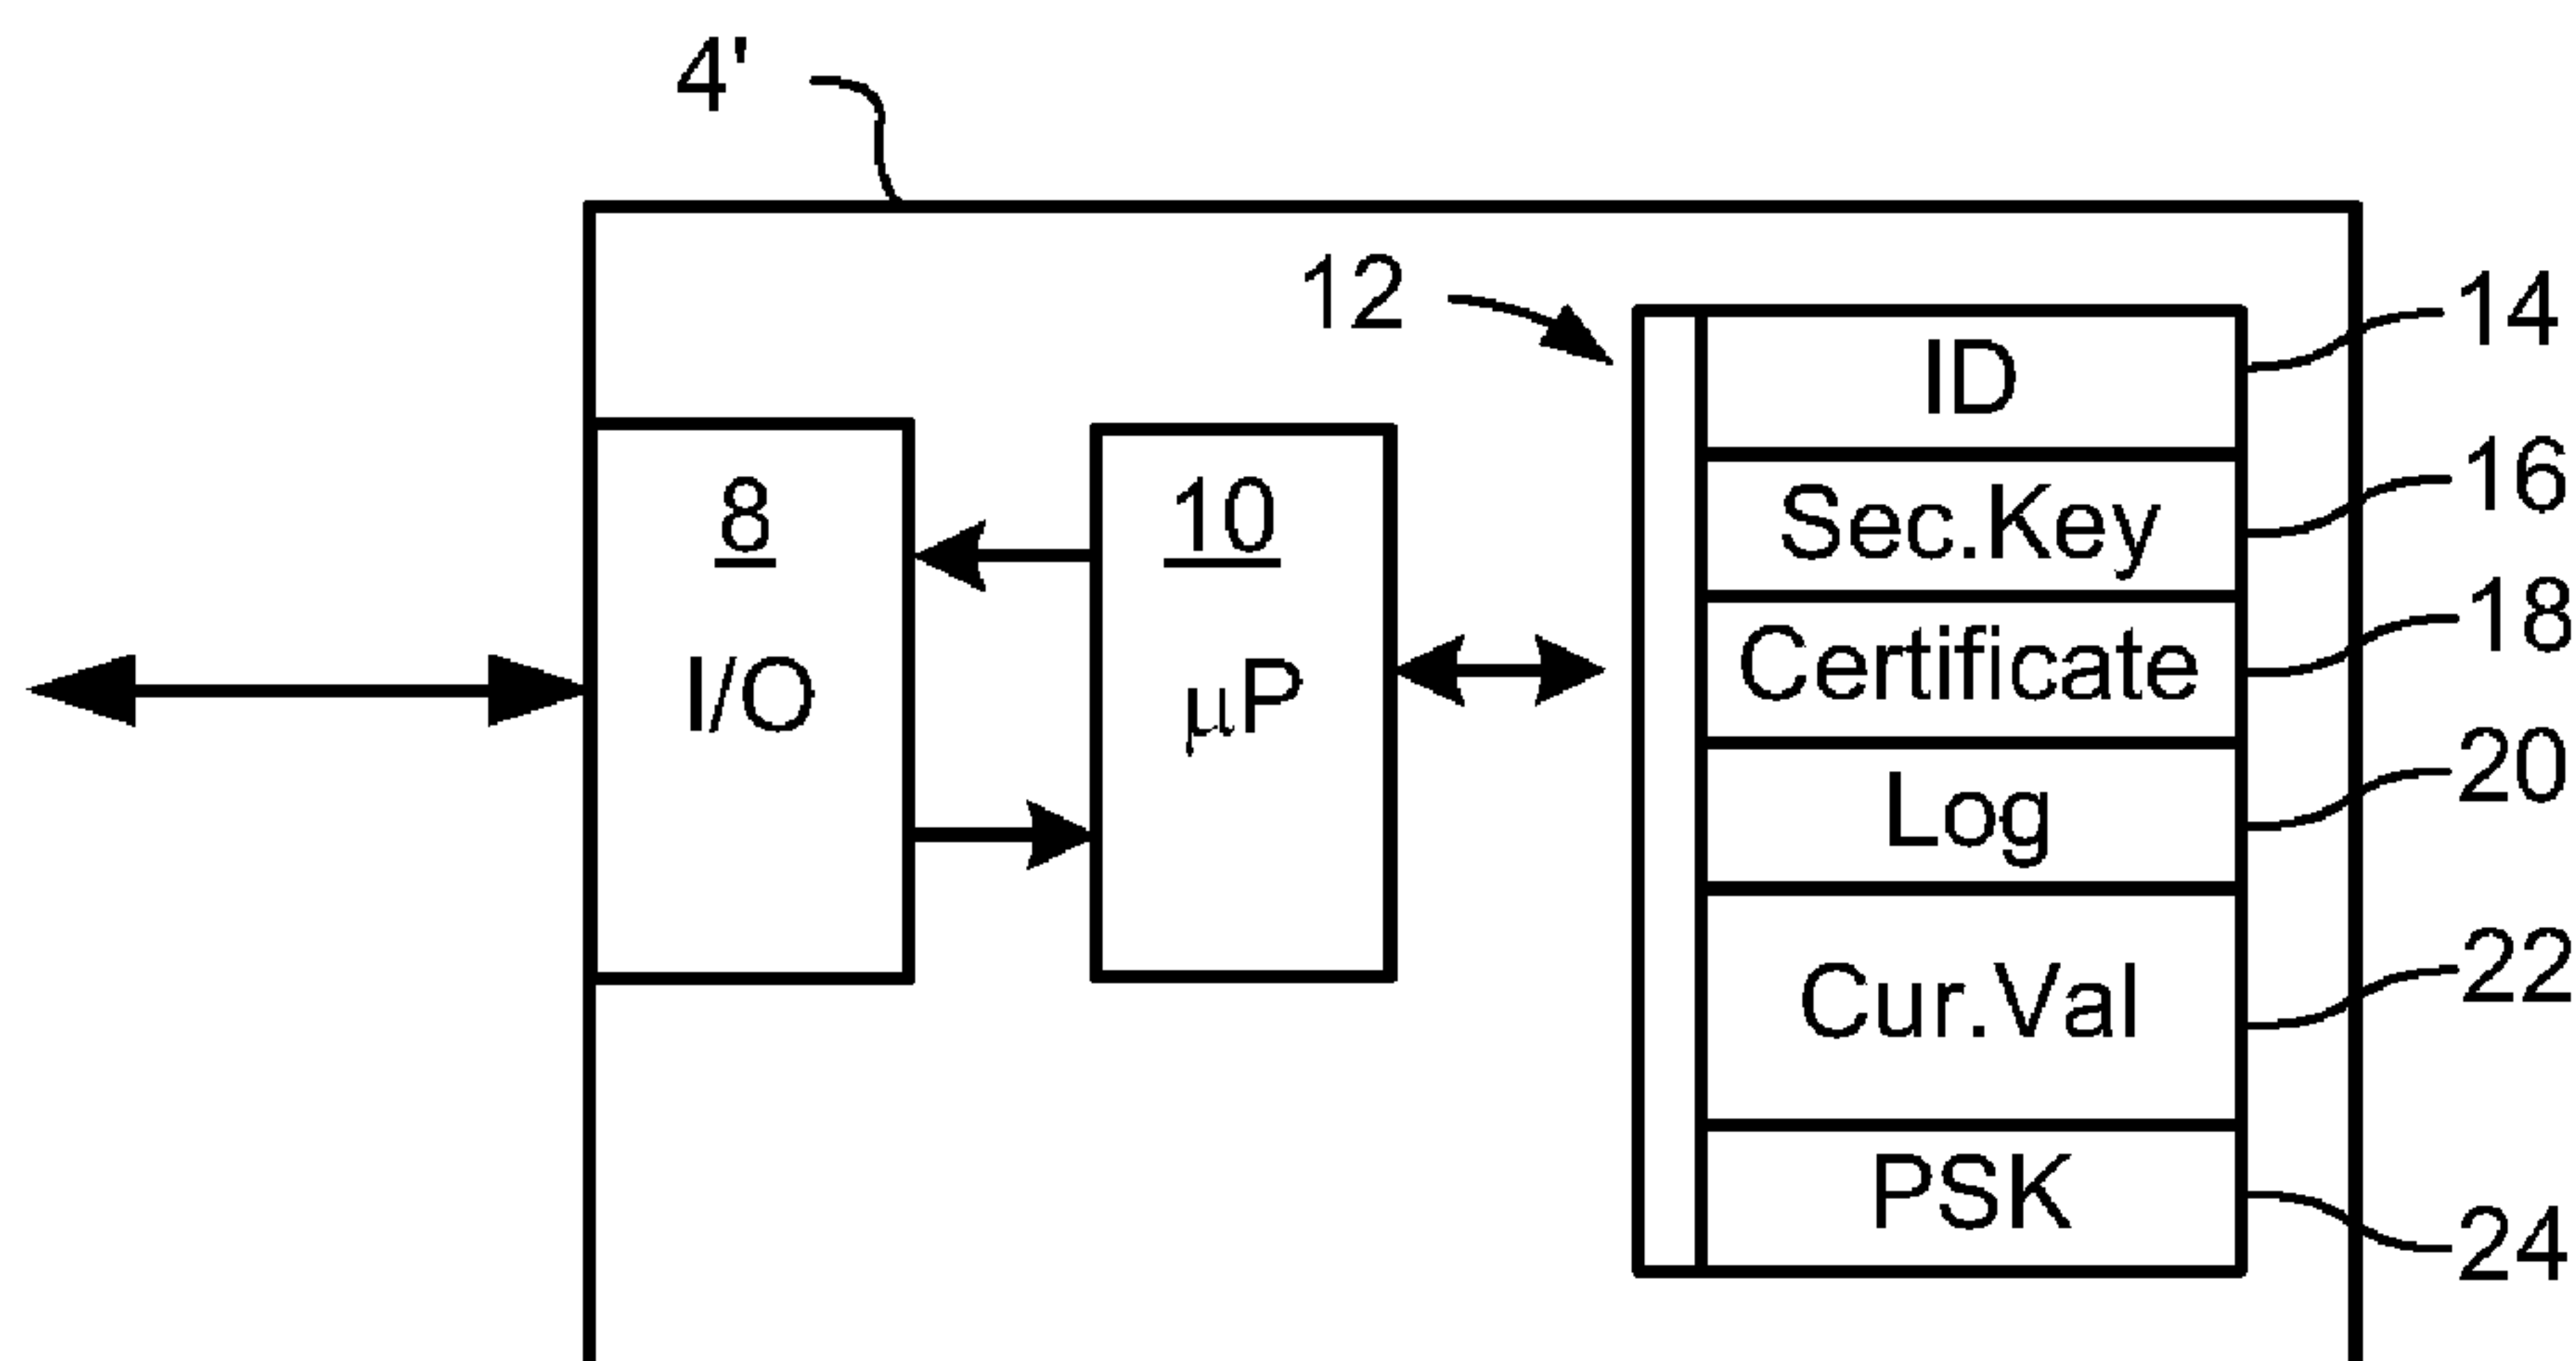 4'
12
14
ID
16
Sec.Key
8
10
18
Certificate
I/O
μP
20
Log
22
Cur.Val
PSK
24